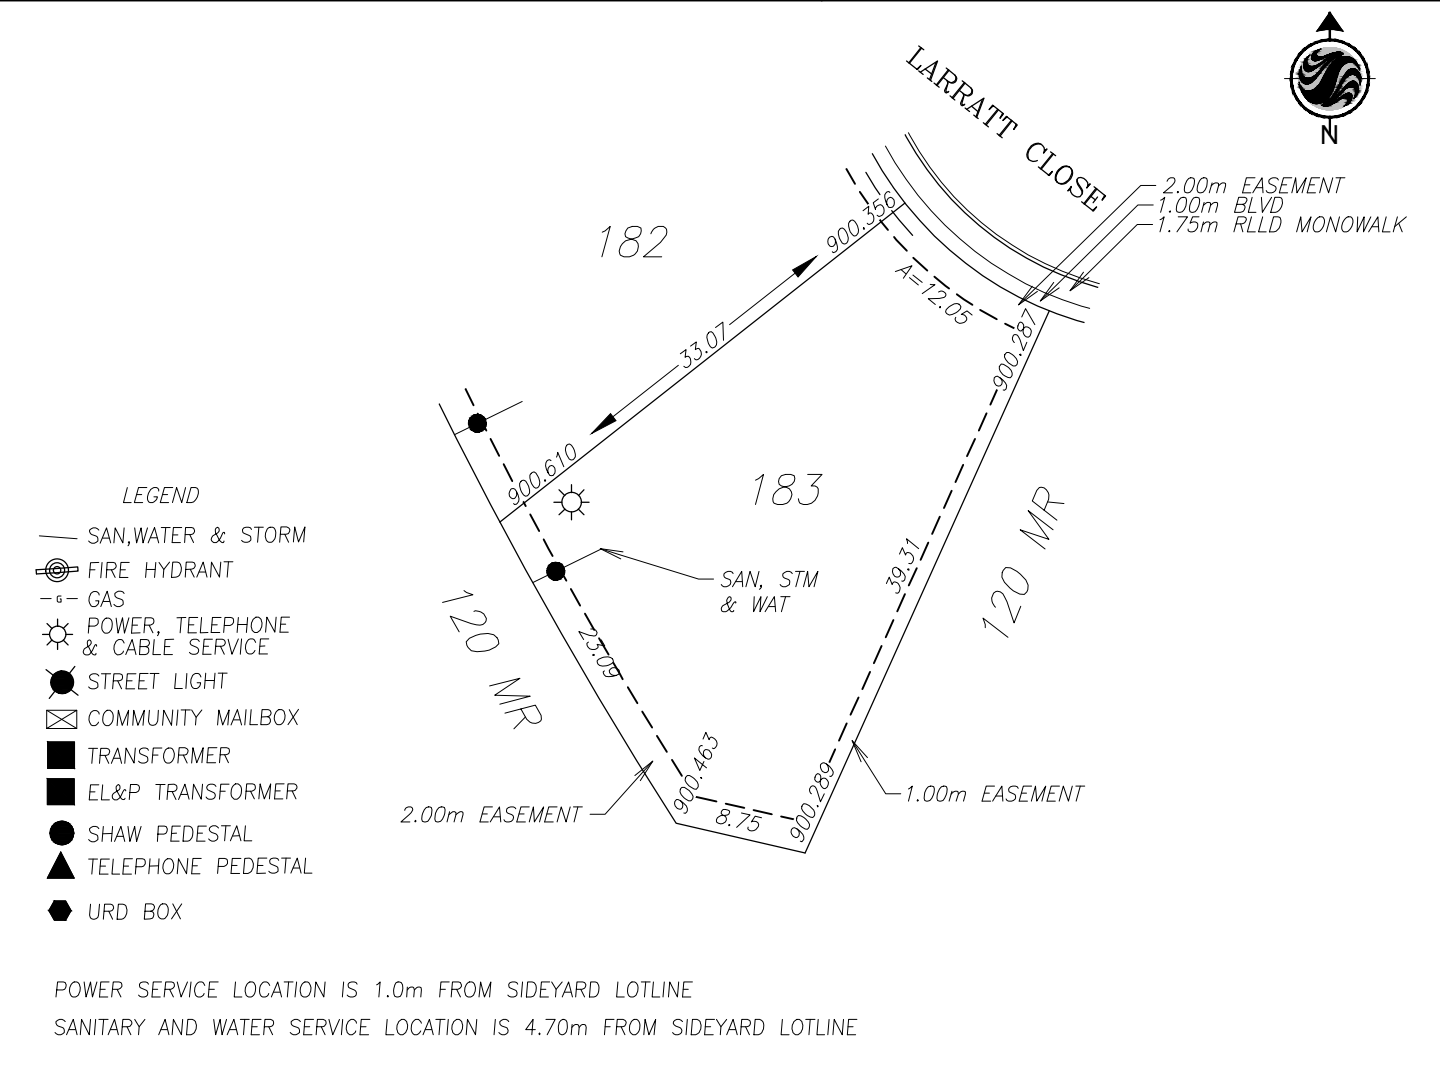 LARRATT CLOSE
N
2.00m EASEMENT
1.00m BLVD
1.75m RLLD MONOWALK
182
900.356
A=12.05
900.287
33.07
900.610
183
SAN, STM
& WAT
39.31
120 MR
120 MR
23.09
900.463
900.289
8.75
2.00m EASEMENT
1.00m EASEMENT
LEGEND
SAN,WATER & STORM
FIRE HYDRANT
G
GAS
POWER, TELEPHONE
& CABLE SERVICE
STREET LIGHT
COMMUNITY MAILBOX
TRANSFORMER
EL&P TRANSFORMER
SHAW PEDESTAL
TELEPHONE PEDESTAL
URD BOX
POWER SERVICE LOCATION IS 1.0m FROM SIDEYARD LOTLINE
SANITARY AND WATER SERVICE LOCATION IS 4.70m FROM SIDEYARD LOTLINE